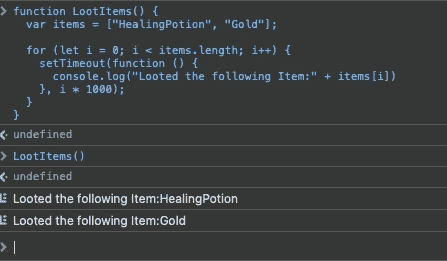 function LootItems() {
  var items = ["HealingPotion", "Gold"];

  for (let i = 0; i < items.length; i++) {
    setTimeout(function () {
      console.log("Looted the following Item:" + items[i])
    }, i * 1000);
  }
}
undefined
LootItems()
undefined
Looted the following Item:HealingPotion
Looted the following Item:Gold